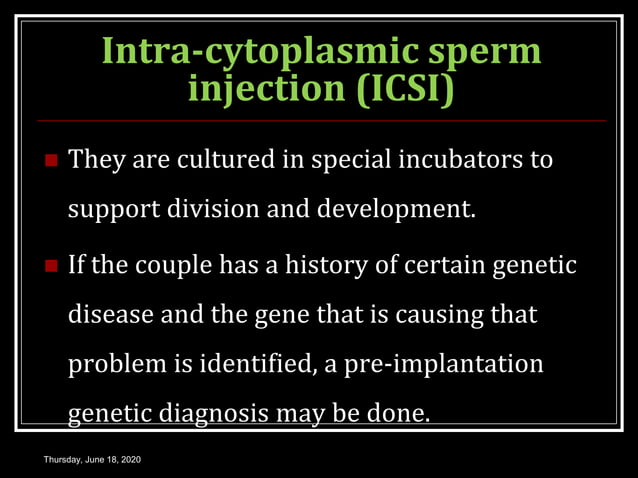 Intra-cytoplasmic sperm
injection (ICSI)
They are cultured in special incubators to
support division and development.
If the couple has a history of certain genetic
disease and the gene that is causing that
problem is identified, a pre-implantation
genetic diagnosis may be done.
Thursday, June 18, 2020